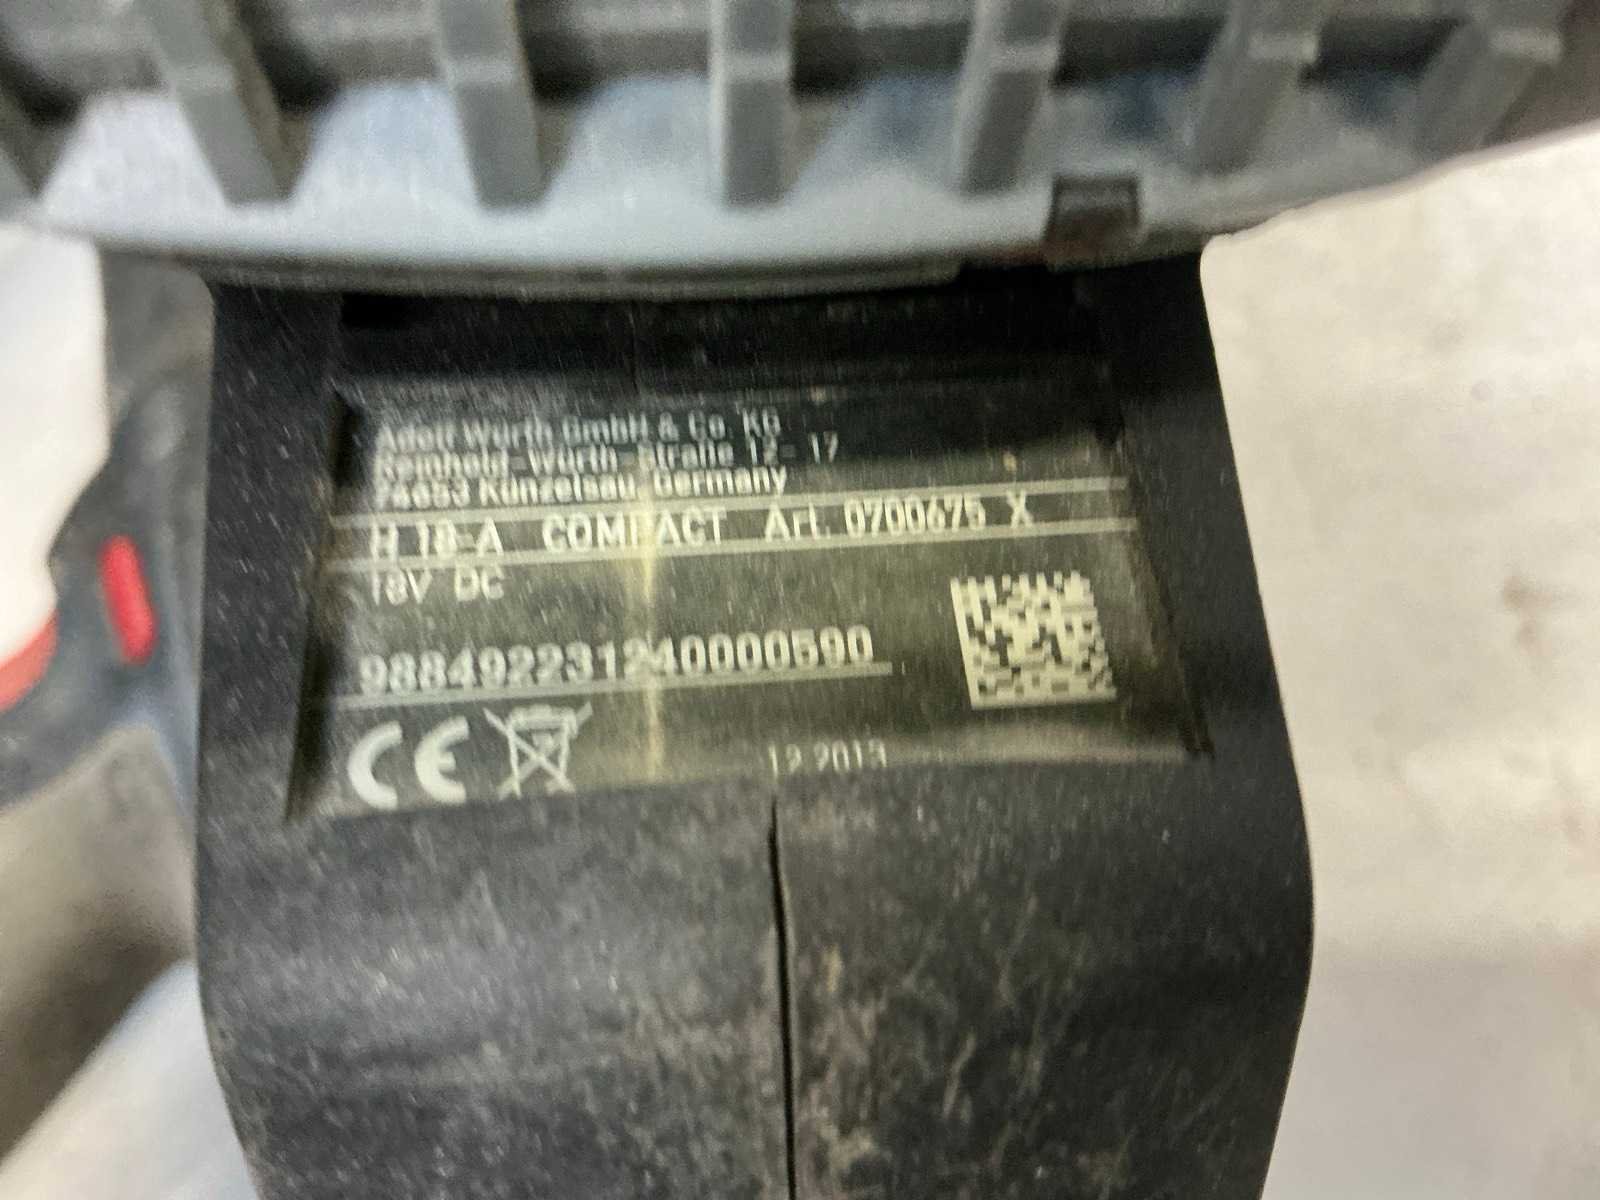 Adolf Würth GmbH & Co. KG
Reinhold-Würth-Straße 12-17
74653 Künzelsau, Germany
H 18-A COMPACT Art. 0700675 X
18V DC
988492231240000590
CE
12.2013